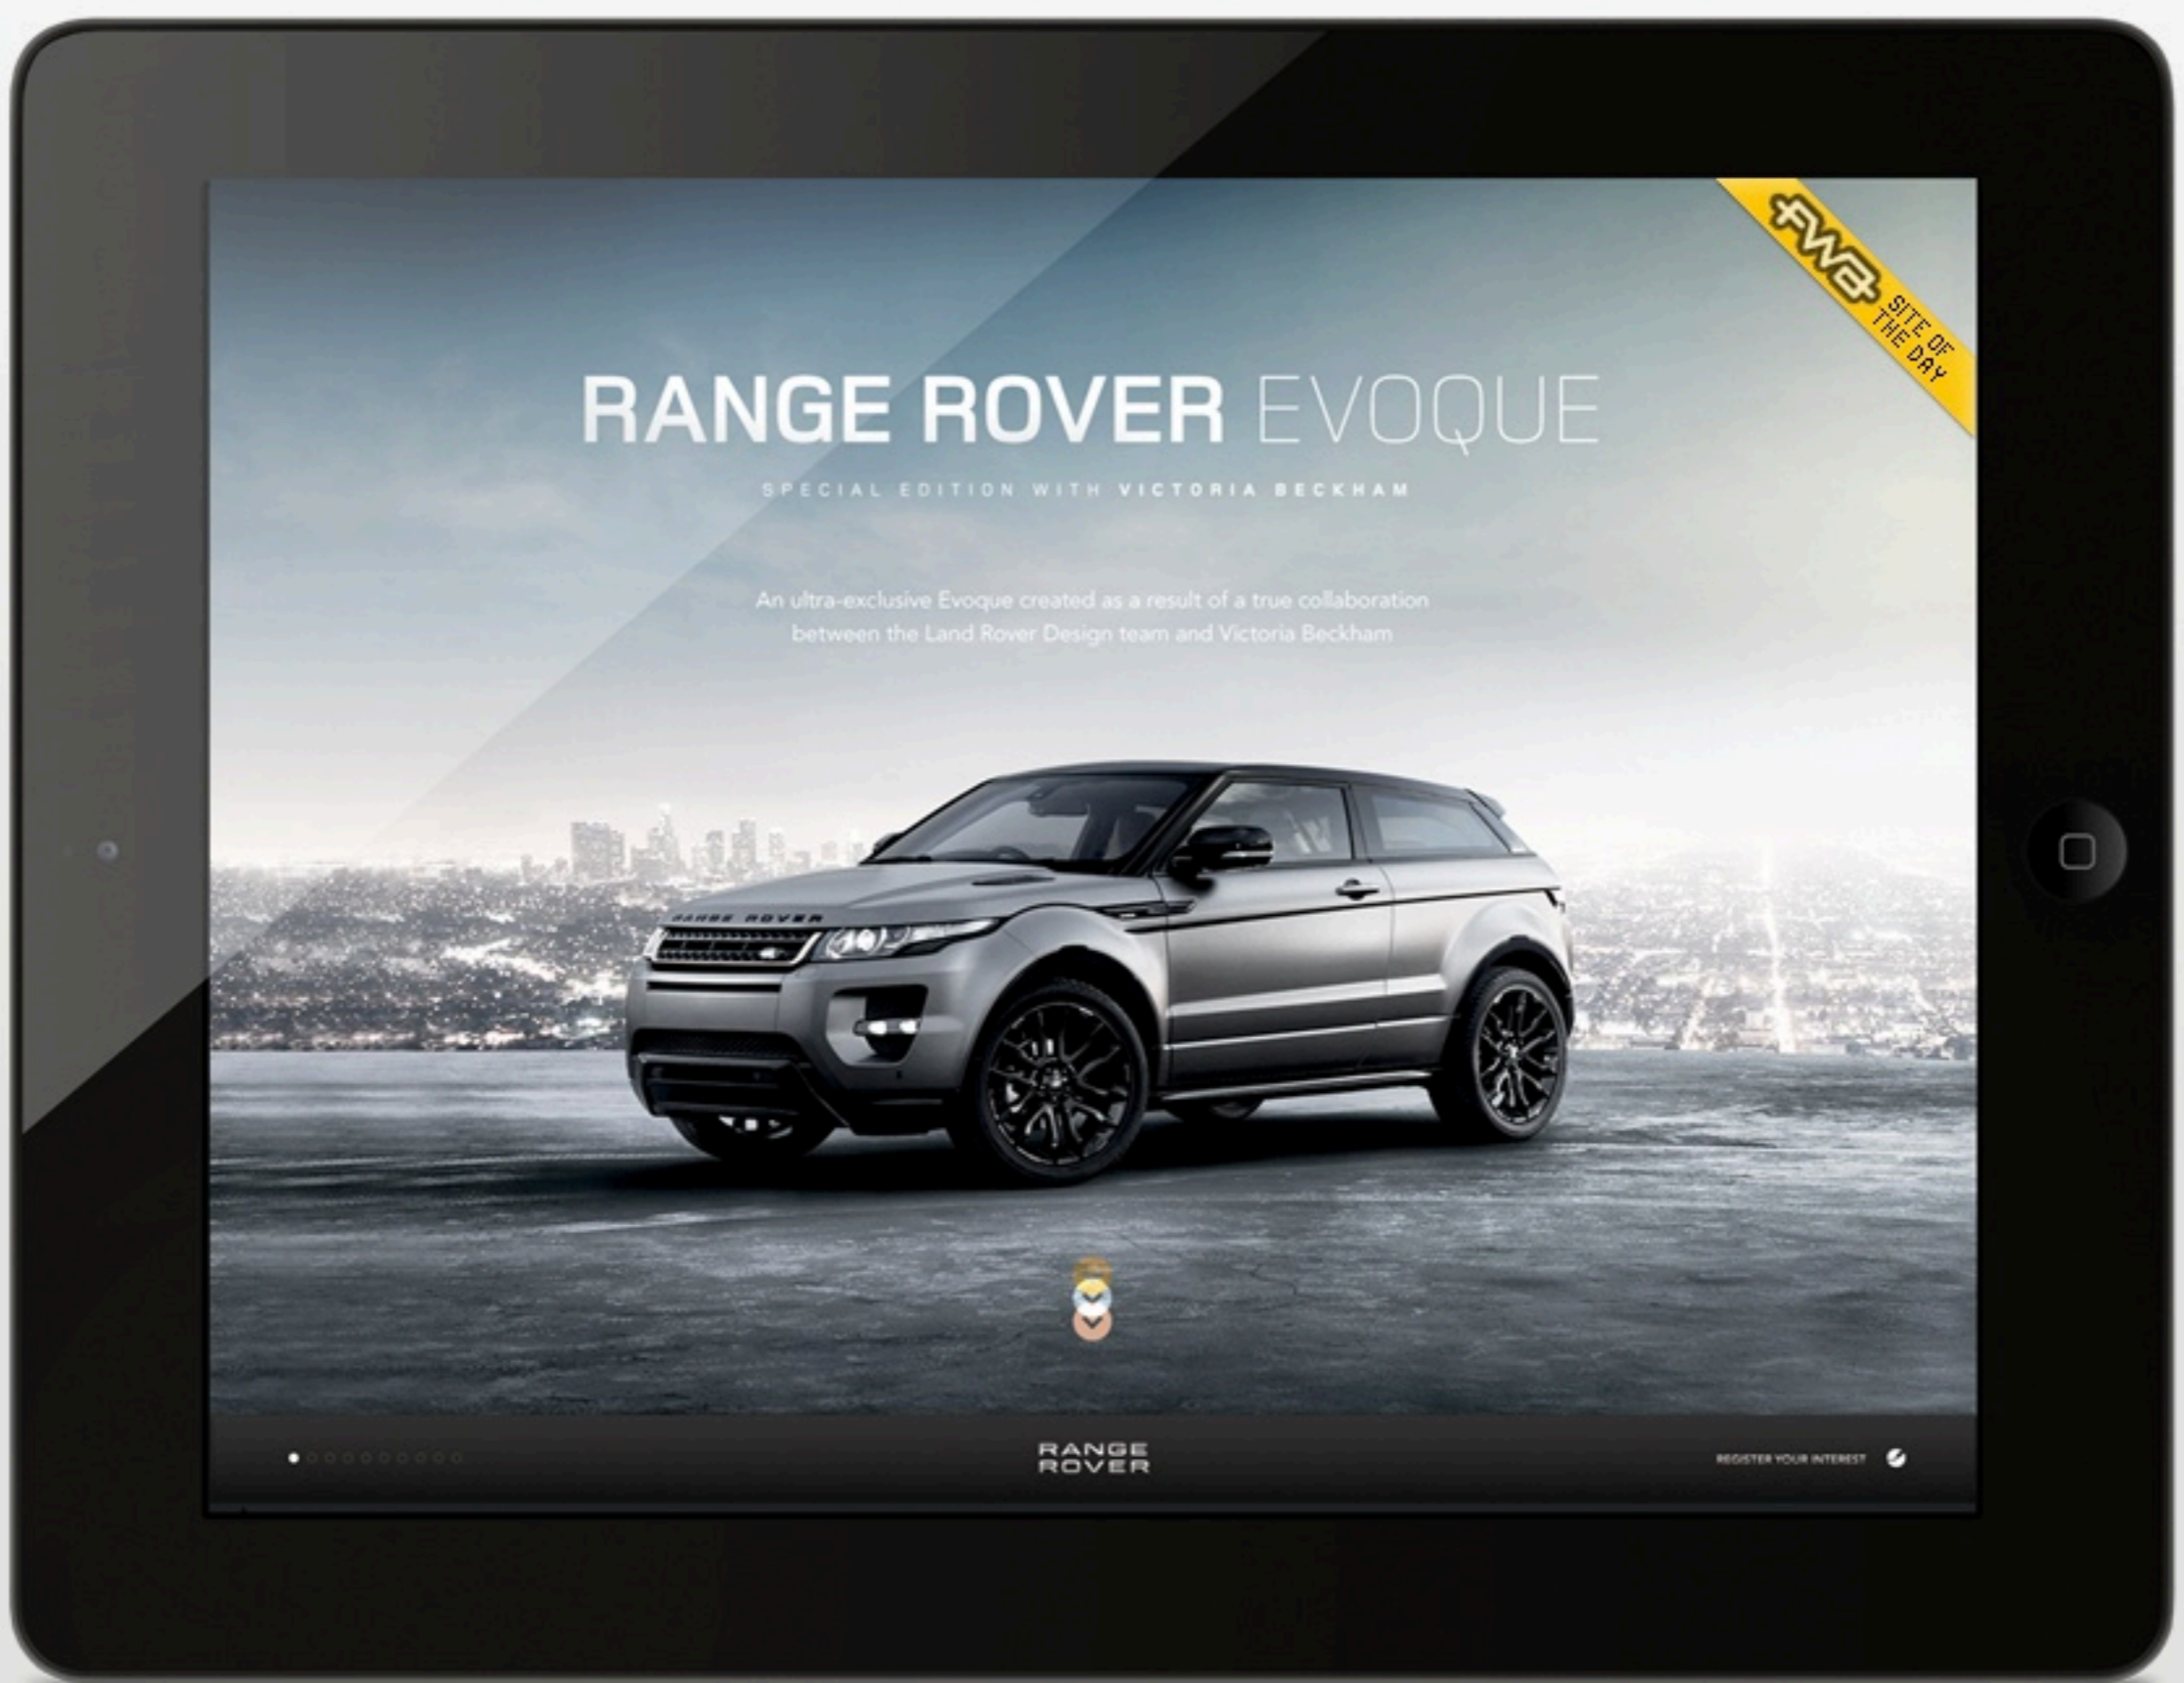 fwa
SITE OF
THE DAY
RANGE ROVER EVOQUE
SPECIAL EDITION WITH VICTORIA BECKHAM
An ultra-exclusive Evoque created as a result of a true collaboration
between the Land Rover Design team and Victoria Beckham
RANGE ROVER
RANGE
ROVER
REGISTER YOUR INTEREST